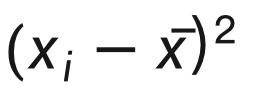 (xᵢ − x̄)²